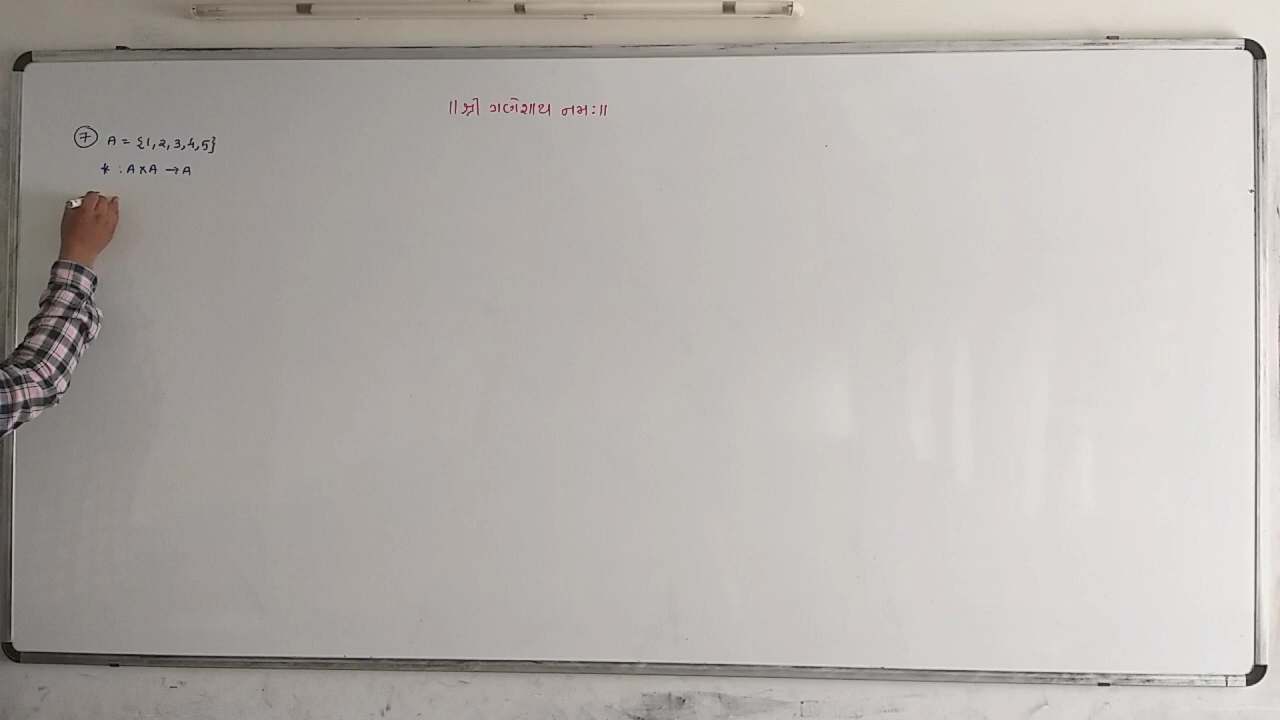 ॥ શ્રી ગણેશાય નમઃ ॥
⑦ A = {1,2,3,4,5}
* : A×A → A